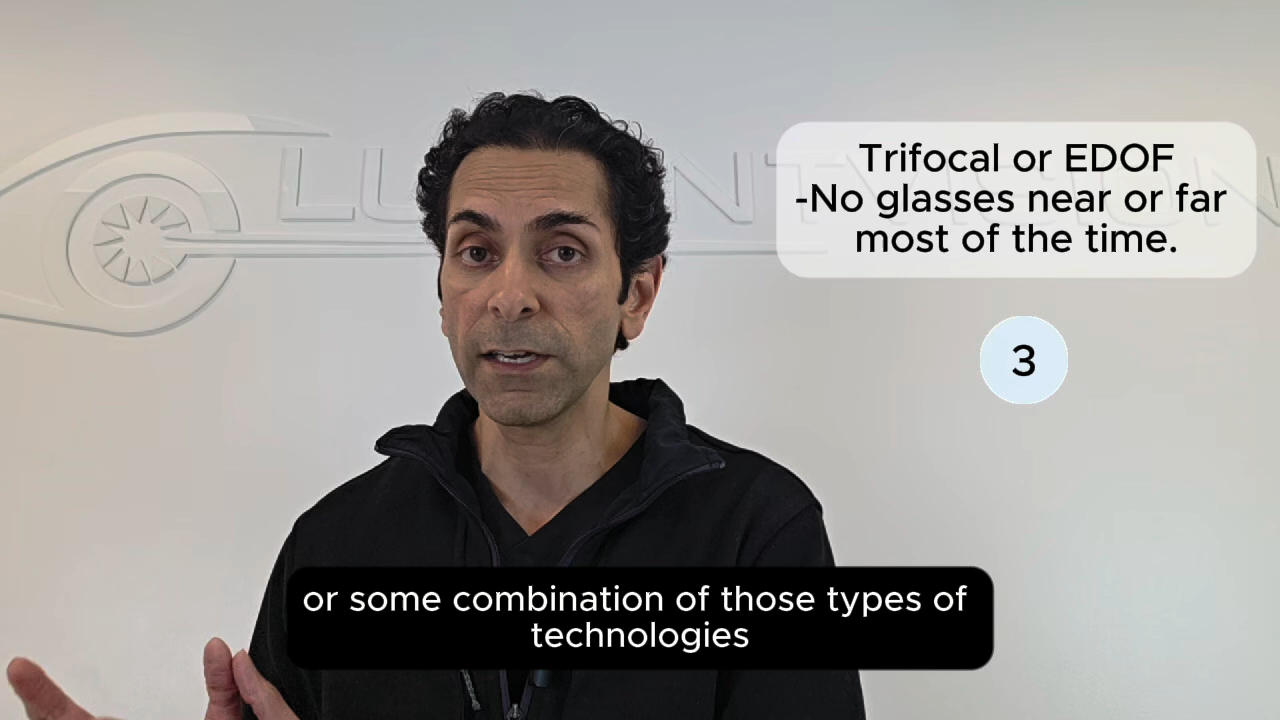 Trifocal or EDOF
-No glasses near or far
most of the time.
3
or some combination of those types of
technologies